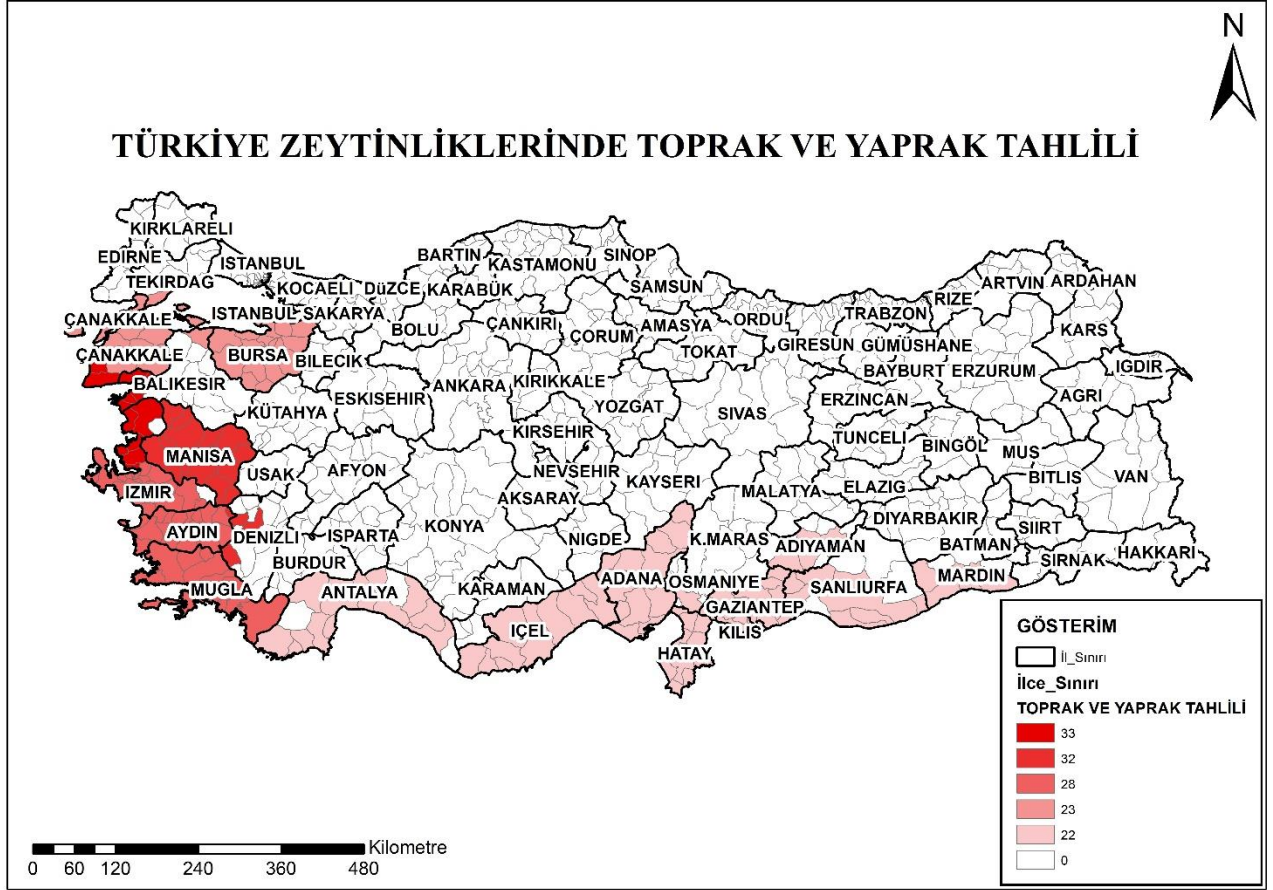 N
TÜRKİYE ZEYTİNLİKLERİNDE TOPRAK VE YAPRAK TAHLİLİ
KIRKLARELI
EDIRNE
ISTANBUL
TEKIRDAG
BARTIN
KASTAMONU
SINOP
KOCAELI
DüZCE
KARABÜK
SAMSUN
RIZE
ARTVIN
ARDAHAN
ÇANAKKALE
ISTANBUL
SAKARYA
BOLU
ÇANKIRI
ÇORUM
AMASYA
ORDU
TRABZON
KARS
ÇANAKKALE
BURSA
BILECIK
TOKAT
GIRESUN
GÜMÜSHANE
IGDIR
BALIKESIR
ANKARA
KIRIKKALE
BAYBURT
ERZURUM
AGRI
KÜTAHYA
ESKISEHIR
YOZGAT
SIVAS
ERZINCAN
KIRSEHIR
TUNCELI
BINGÖL
MUS
MANISA
USAK
AFYON
NEVSEHIR
KAYSERI
BITLIS
VAN
IZMIR
AKSARAY
MALATYA
ELAZIG
AYDIN
DENIZLI
ISPARTA
KONYA
NIGDE
K.MARAS
ADIYAMAN
DIYARBAKIR
SIIRT
BATMAN
SIRNAK
HAKKARI
BURDUR
MUGLA
ANTALYA
KÂRAMAN
ADANA
OSMANIYE
SANLIURFA
MARDIN
GAZIANTEP
IÇEL
KILIS
HATAY
GÖSTERİM
İl_Sınırı
İlce_Sınırı
TOPRAK VE YAPRAK TAHLİLİ
33
32
28
23
22
0
Kilometre
0 60 120 240 360 480